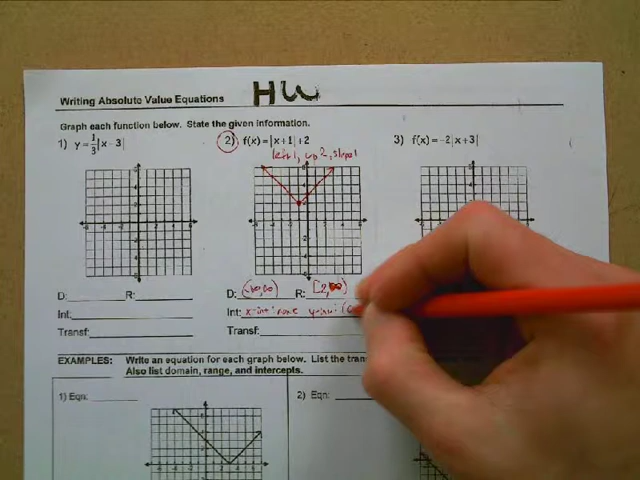 Writing Absolute Value Equations HW
Graph each function below. State the given information.
1) y = 1/3|x - 3|
2) f(x) = |x + 1| + 2
3) f(x) = -2|x + 3|
left 1, up 2, slope 1
D: R:
D: (-∞,∞) R: [2,∞)
Int:
Int: x-int: none y-int: (
Transf:
Transf:
EXAMPLES: Write an equation for each graph below. List the
Also list domain, range, and intercepts.
1) Eqn:
2) Eqn: